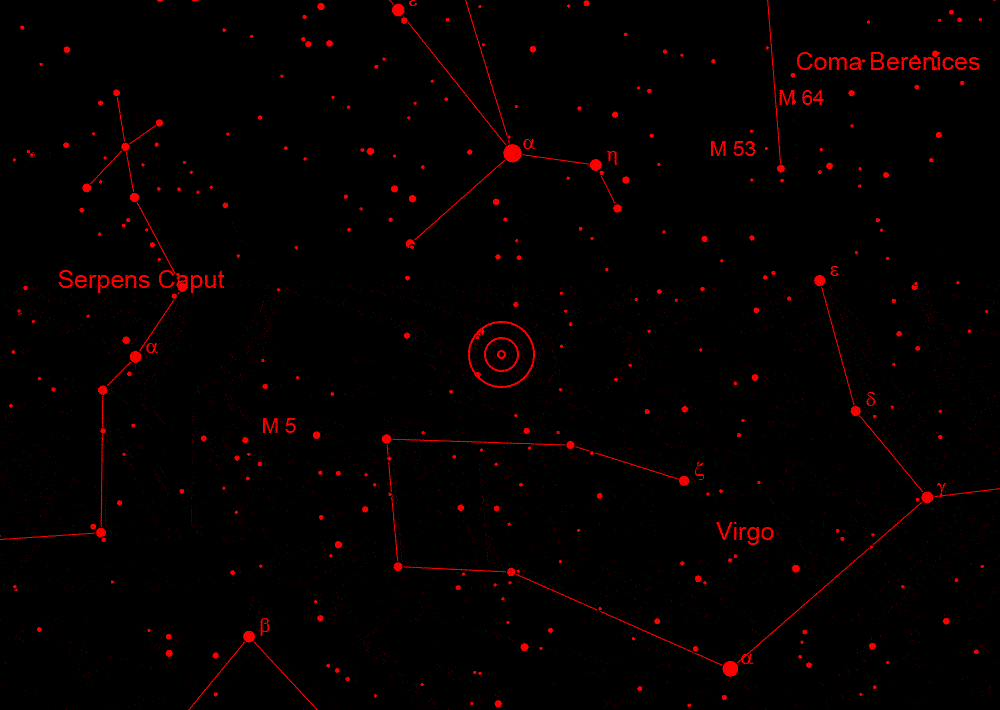 ε
Coma Berenices
M 64
α
η
M 53
ε
Serpens Caput
α
δ
M 5
ζ
γ
Virgo
β
α